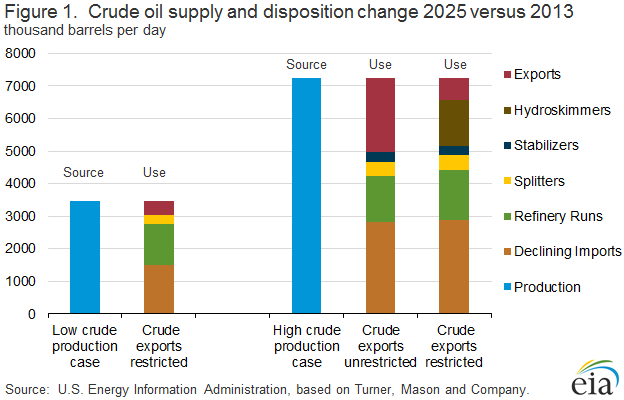 Figure 1.  Crude oil supply and disposition change 2025 versus 2013
thousand barrels per day
8000
7000
6000
5000
4000
3000
2000
1000
0
Source
Use
Source
Use
Use
Low crude
production
case
Crude
exports
restricted
High crude
production
case
Crude
exports
unrestricted
Crude
exports
restricted
Exports
Hydroskimmers
Stabilizers
Splitters
Refinery Runs
Declining Imports
Production
eia
Source:  U.S. Energy Information  Administration, based on Turner, Mason and Company.